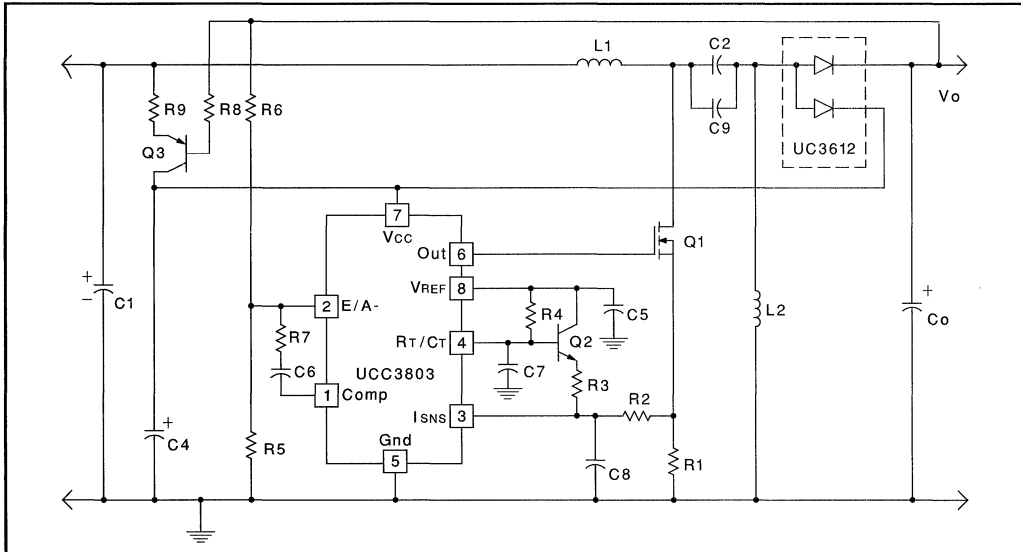 L1
C2
C9
R9
R8
R6
Vo
Q3
UC3612
7
VCC
Out
6
Q1
+
−
C1
VREF
8
2
E/A-
R4
C5
L2
+
Co
R7
RT/CT
4
Q2
C6
UCC3803
C7
R3
1
Comp
R2
ISNS
3
+
C4
R5
Gnd
5
C8
R1